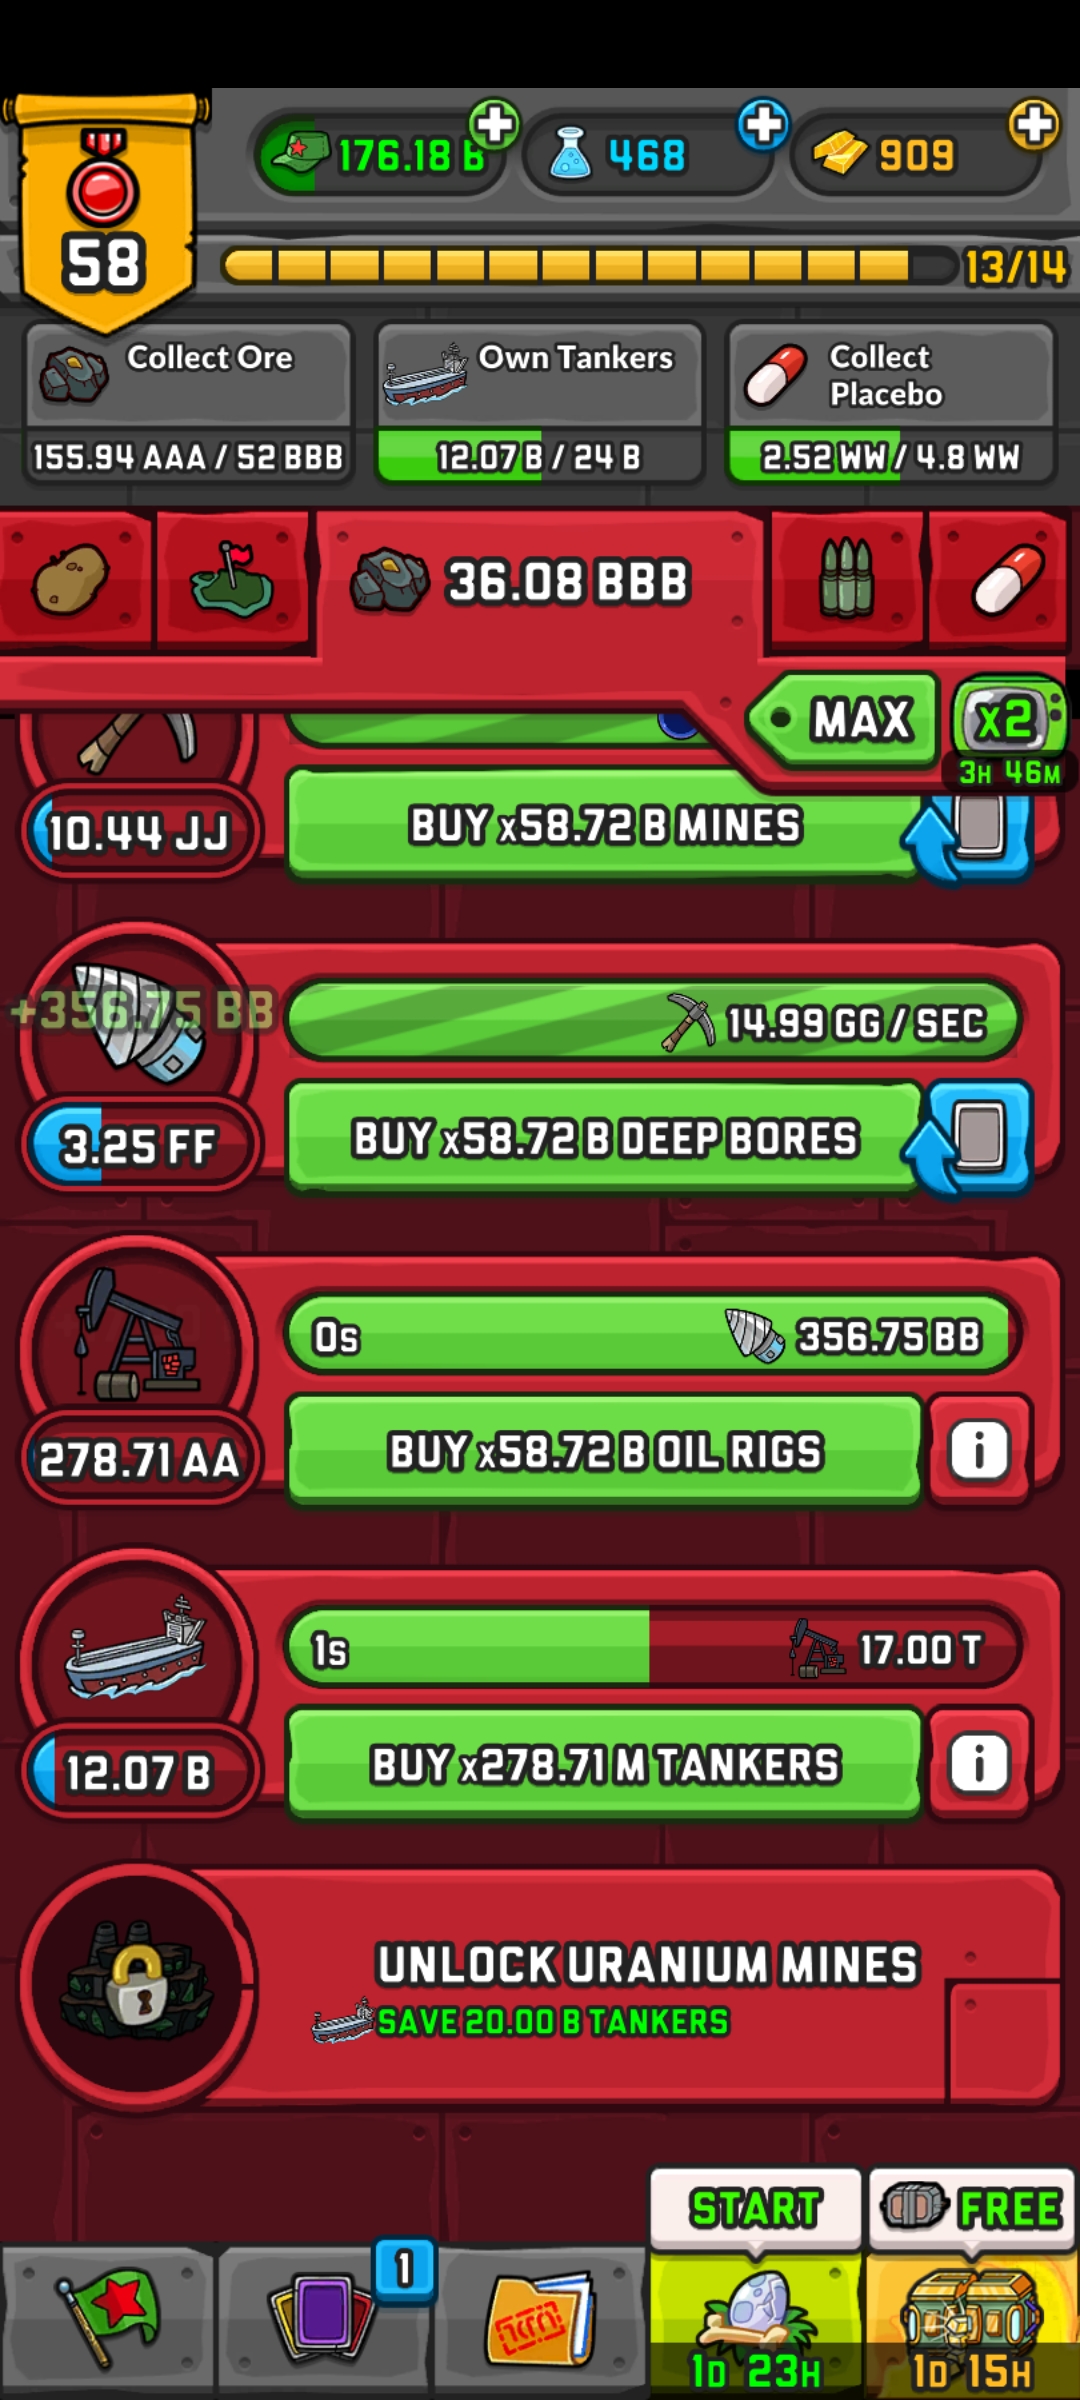 58
176.18 B
468
909
13/14
Collect Ore
155.94 AAA / 52 BBB
Own Tankers
12.07 B / 24 B
Collect
Placebo
2.52 WW / 4.8 WW
36.08 BBB
MAX
x2
3H 46M
10.44 JJ
BUY x58.72 B MINES
+356.75 BB
14.99 GG / SEC
3.25 FF
BUY x58.72 B DEEP BORES
0s
356.75 BB
278.71 AA
BUY x58.72 B OIL RIGS
i
1s
17.00 T
12.07 B
BUY x278.71 M TANKERS
i
UNLOCK URANIUM MINES
SAVE 20.00 B TANKERS
START
FREE
1
1D 23H
1D 15H